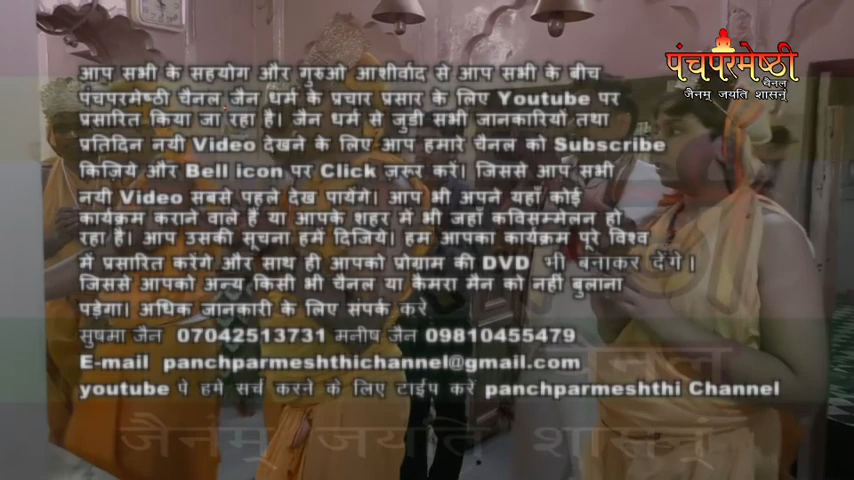 पंचपरमेष्ठी
चैनल
जैनम् जयति शासनम्
आप सभी के सहयोग और गुरुओ आशीर्वाद से आप सभी के बीच
पंचपरमेष्ठी चैनल जैन धर्म के प्रचार प्रसार के लिए Youtube पर
प्रसारित किया जा रहा है। जैन धर्म से जुडी सभी जानकारियों तथा
प्रतिदिन नयी Video देखने के लिए आप हमारे चैनल को Subscribe
किज़िये और Bell icon पर Click ज़रूर करें। जिससे आप सभी
नयी Video सबसे पहले देख पायेंगे। आप भी अपने यहाँ कोई
कार्यक्रम कराने वाले हैं या आपके शहर में भी जहाँ कविसम्मेलन हो
रहा है। आप उसकी सूचना हमें दिजिये। हम आपका कार्यक्रम पूरे विश्व
में प्रसारित करेंगे और साथ ही आपको प्रोग्राम की DVD भी बनाकर देंगे।
जिससे आपको अन्य किसी भी चैनल या कैमरा मैन को नहीं बुलाना
पड़ेगा। अधिक जानकारी के लिए संपर्क करे
सुषमा जैन 07042513731 मनीष जैन 09810455479
E-mail panchparmeshthichannel@gmail.com
youtube पे हमे सर्च करने के लिए टाईप करें panchparmeshthi Channel
चैनल
जैनम् जयति शासनम्